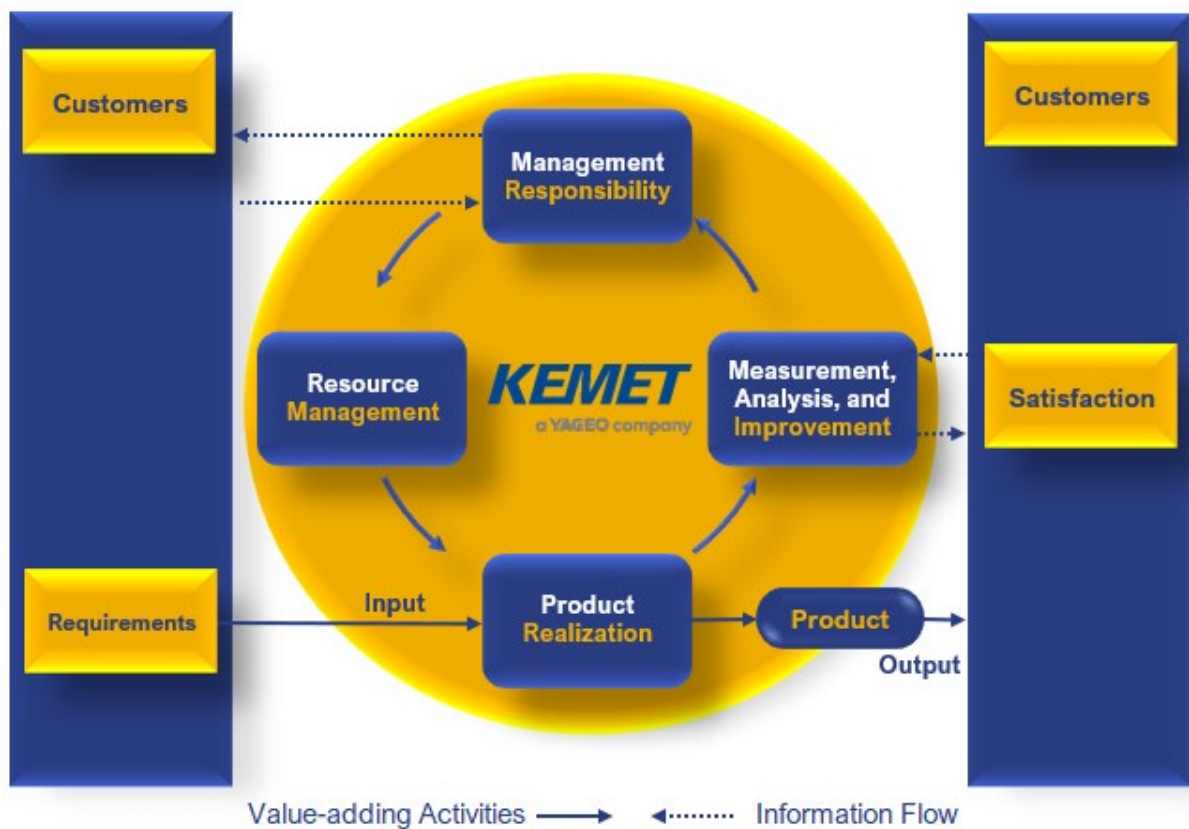 Customers
Customers
Management
Responsibility
Resource
Management
KEMET
a YAGEO company
Measurement,
Analysis, and
Improvement
Satisfaction
Requirements
Input
Product
Realization
Product
Output
Value-adding Activities
Information Flow